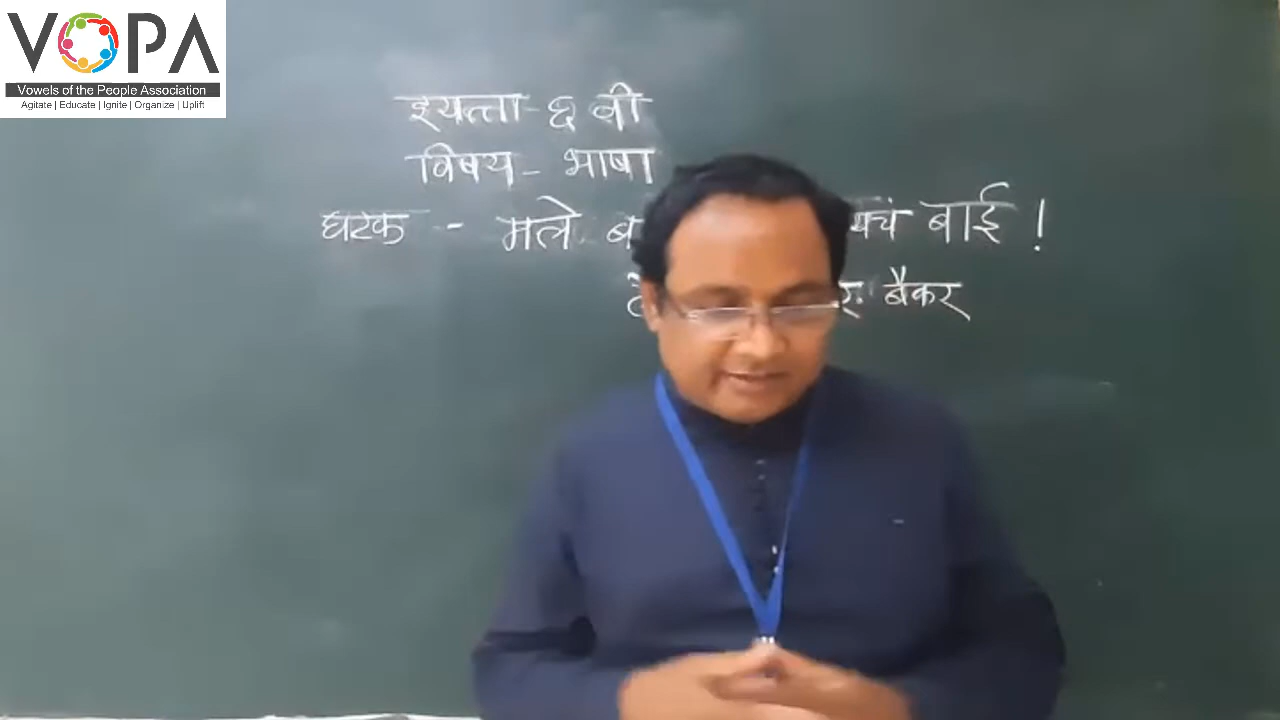 VOPA
Vowels of the People Association
Agitate | Educate | Ignite | Organize | Uplift
इयत्ता - ६ वी
विषय - भाषा
घटक - मले बाई !
बैकर